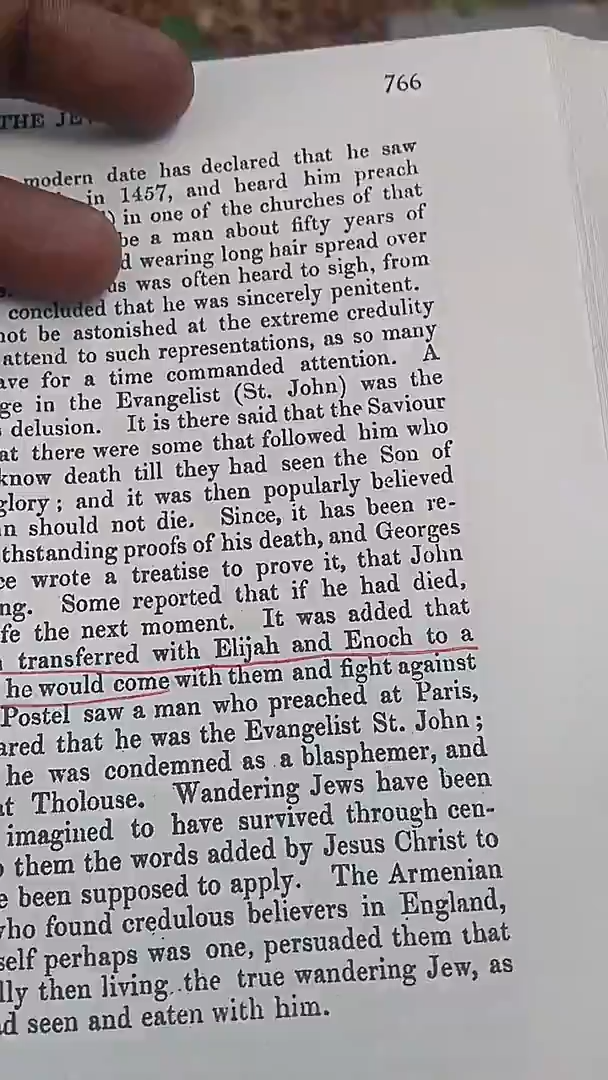 766
THE JE
modern date has declared that he saw
in 1457, and heard him preach
) in one of the churches of that
be a man about fifty years of
d wearing long hair spread over
us was often heard to sigh, from
concluded that he was sincerely penitent.
not be astonished at the extreme credulity
attend to such representations, as so many
ave for a time commanded attention. A
ge in the Evangelist (St. John) was the
delusion. It is there said that the Saviour
at there were some that followed him who
know death till they had seen the Son of
glory; and it was then popularly believed
n should not die. Since, it has been re-
thstanding proofs of his death, and Georges
ce wrote a treatise to prove it, that John
ng. Some reported that if he had died,
fe the next moment. It was added that
transferred with Elijah and Enoch to a
he would come with them and fight against
Postel saw a man who preached at Paris,
ared that he was the Evangelist St. John;
he was condemned as a blasphemer, and
at Tholouse. Wandering Jews have been
imagined to have survived through cen-
o them the words added by Jesus Christ to
e been supposed to apply. The Armenian
who found credulous believers in England,
self perhaps was one, persuaded them that
lly then living the true wandering Jew, as
d seen and eaten with him.